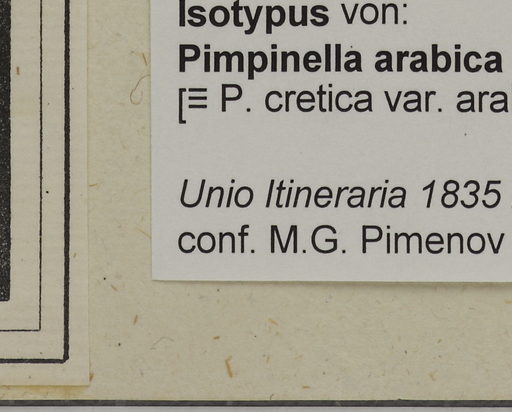 Isotypus von:
Pimpinella arabica
[≡ P. cretica var. ara
Unio Itineraria 1835
conf. M.G. Pimenov